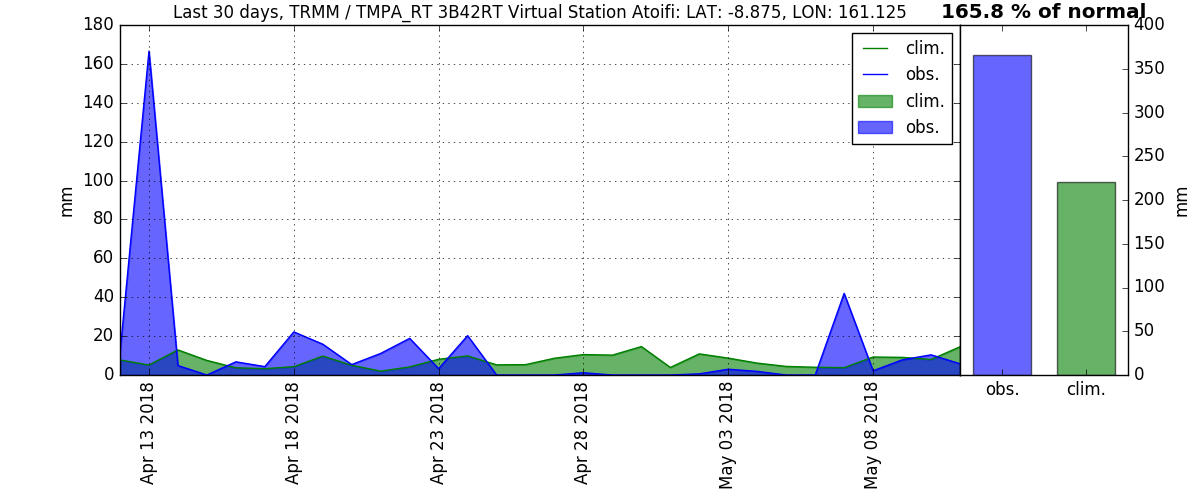 Last 30 days, TRMM / TMPA_RT 3B42RT Virtual Station Atoifi: LAT: -8.875, LON: 161.125
165.8 % of normal
180
160
140
120
100
80
60
40
20
0
mm
clim.
obs.
clim.
obs.
Apr 13 2018
Apr 18 2018
Apr 23 2018
Apr 28 2018
May 03 2018
May 08 2018
400
350
300
250
200
150
100
50
0
mm
obs.
clim.